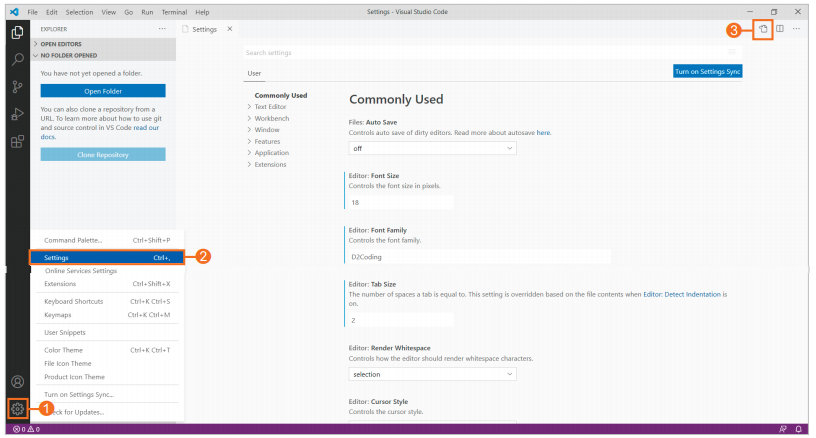 File Edit Selection View Go Run Terminal Help
Settings - Visual Studio Code
EXPLORER
Settings
3
OPEN EDITORS
NO FOLDER OPENED
You have not yet opened a folder.
Open Folder
You can also clone a repository from a
URL. To learn more about how to use git
and source control in VS Code read our
docs.
Clone Repository
Search settings
User
Turn on Settings Sync
Commonly Used
Text Editor
Workbench
Window
Features
Application
Extensions
Commonly Used
Files: Auto Save
Controls auto save of dirty editors. Read more about autosave here.
off
Editor: Font Size
Controls the font size in pixels.
18
Editor: Font Family
Controls the font family.
D2Coding
Editor: Tab Size
The number of spaces a tab is equal to. This setting is overridden based on the file contents when Editor: Detect Indentation is
on.
2
Editor: Render Whitespace
Controls how the editor should render whitespace characters.
selection
Editor: Cursor Style
Controls the cursor style.
Command Palette... Ctrl+Shift+P
Settings Ctrl+,
2
Online Services Settings
Extensions Ctrl+Shift+X
Keyboard Shortcuts Ctrl+K Ctrl+S
Keymaps Ctrl+K Ctrl+M
User Snippets
Color Theme Ctrl+K Ctrl+T
File Icon Theme
Product Icon Theme
Turn on Settings Sync...
1
for Updates...
0 0